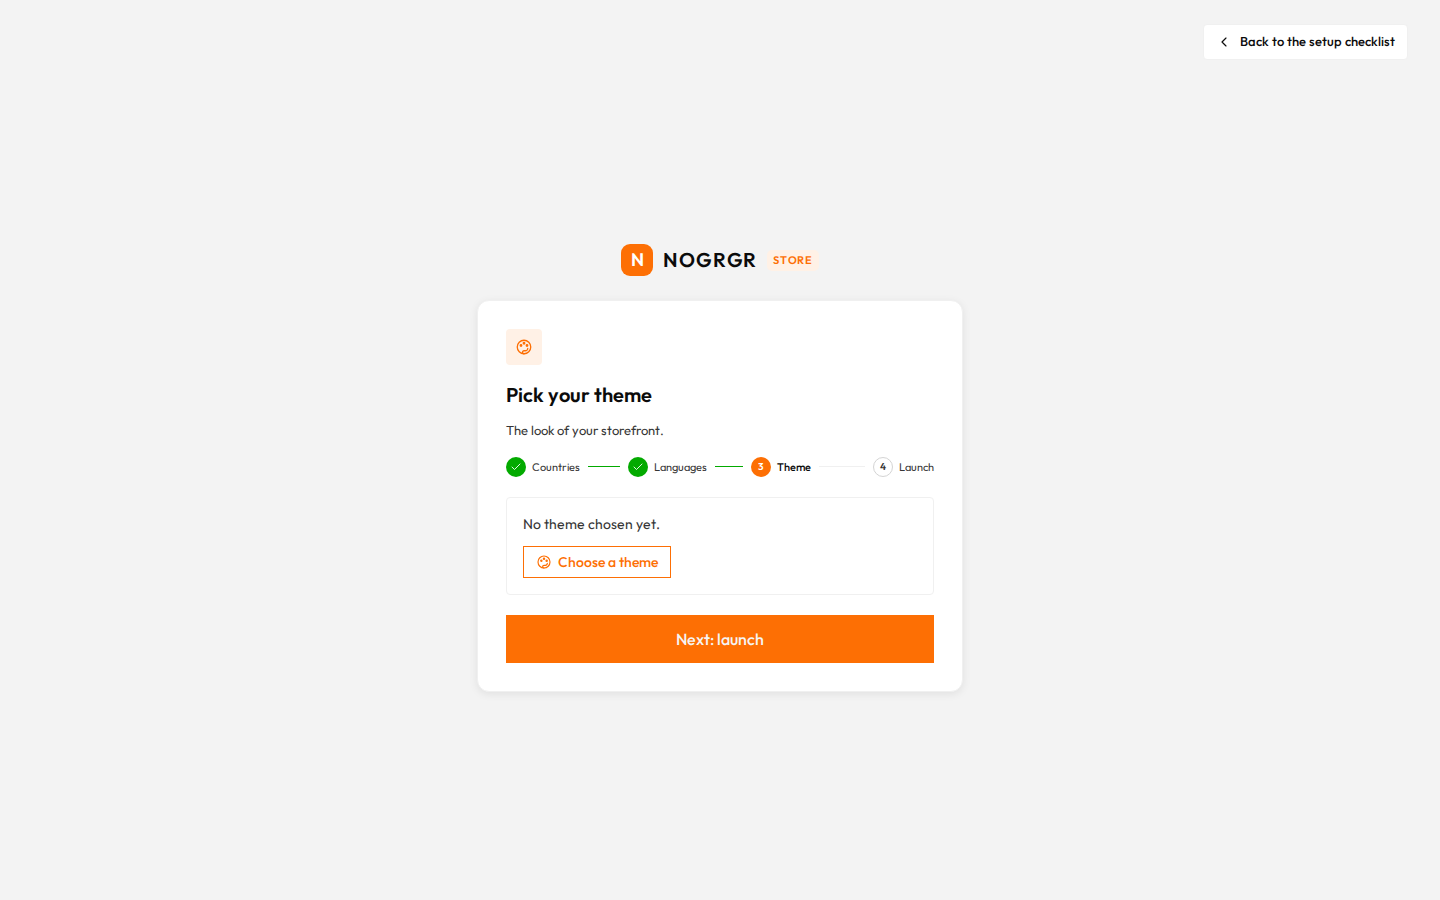 Back to the setup checklist
N NOGRGR STORE
Pick your theme
The look of your storefront.
Countries Languages 3 Theme 4 Launch
No theme chosen yet.
Choose a theme
Next: launch